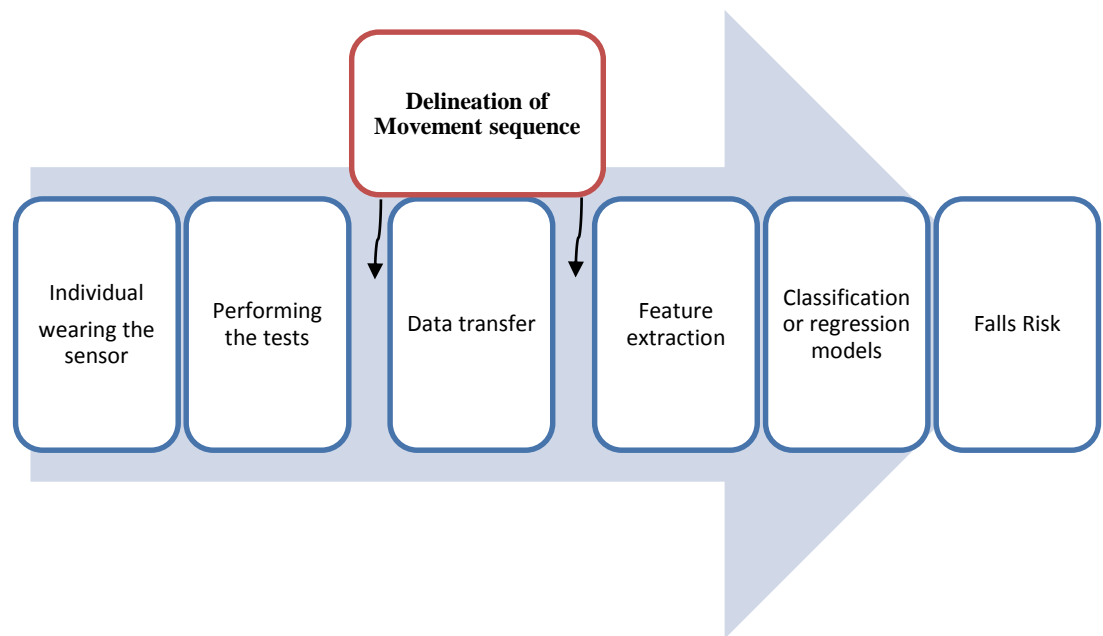 Delineation of
Movement sequence
Individual
wearing the
sensor
Performing
the tests
Data transfer
Feature
extraction
Classification
or regression
models
Falls Risk